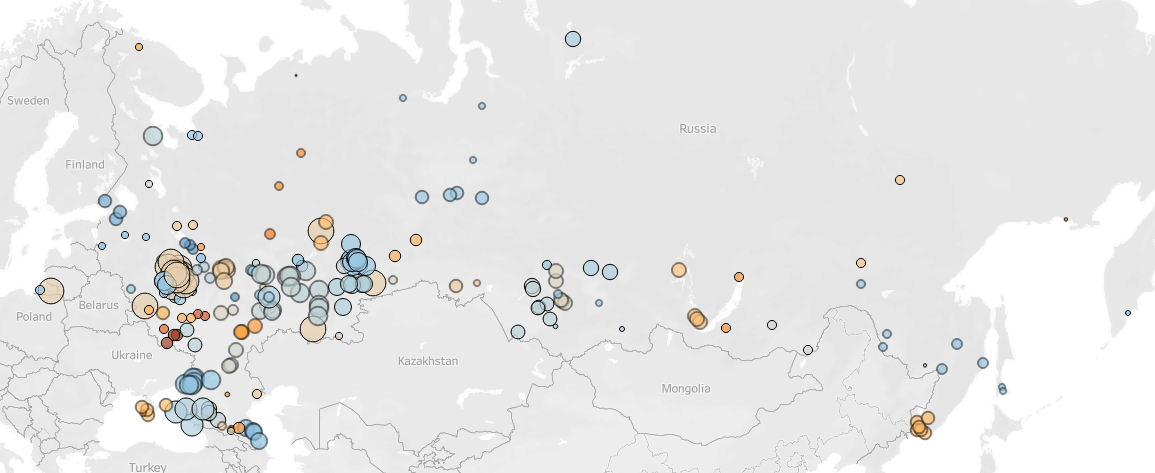 Sweden
Russia
Finland
Belarus
Poland
Ukraine
Kazakhstan
Mongolia
Turkey